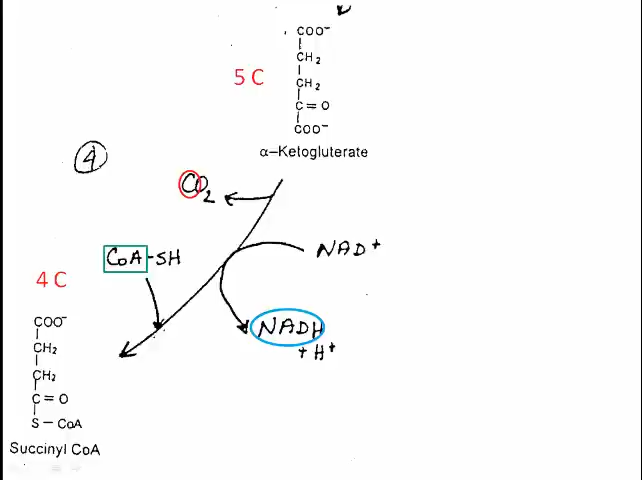 COO⁻
CH₂
5 C
CH₂
C=O
COO⁻
α-Ketogluterate
4
CO₂
NAD⁺
CoA-SH
4 C
COO⁻
NADH
+ H⁺
CH₂
CH₂
C=O
S-CoA
Succinyl CoA